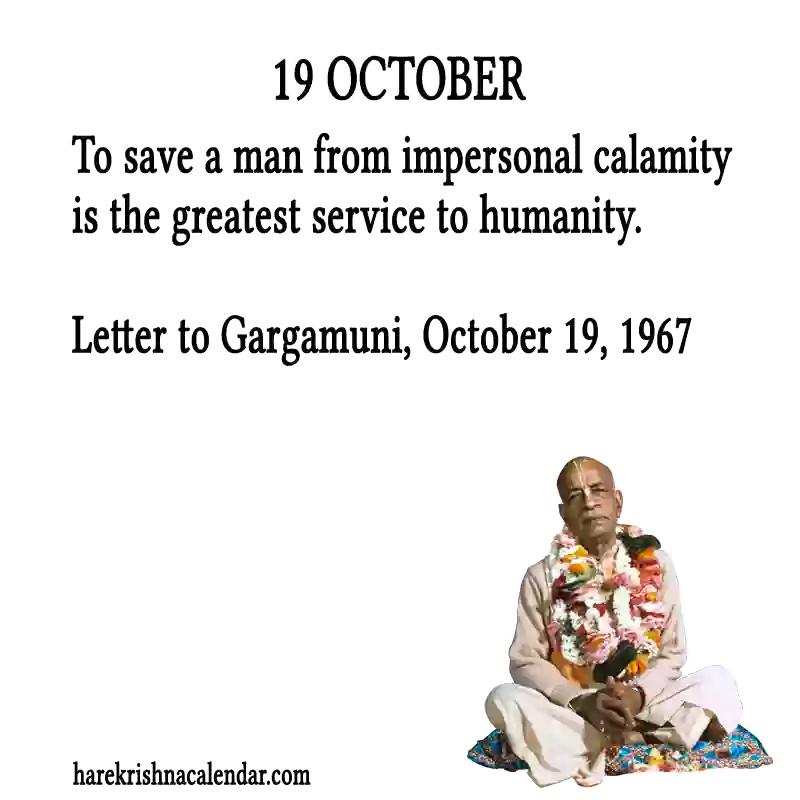 19 OCTOBER
To save a man from impersonal calamity
is the greatest service to humanity.
Letter to Gargamuni, October 19, 1967
harekrishnacalendar.com